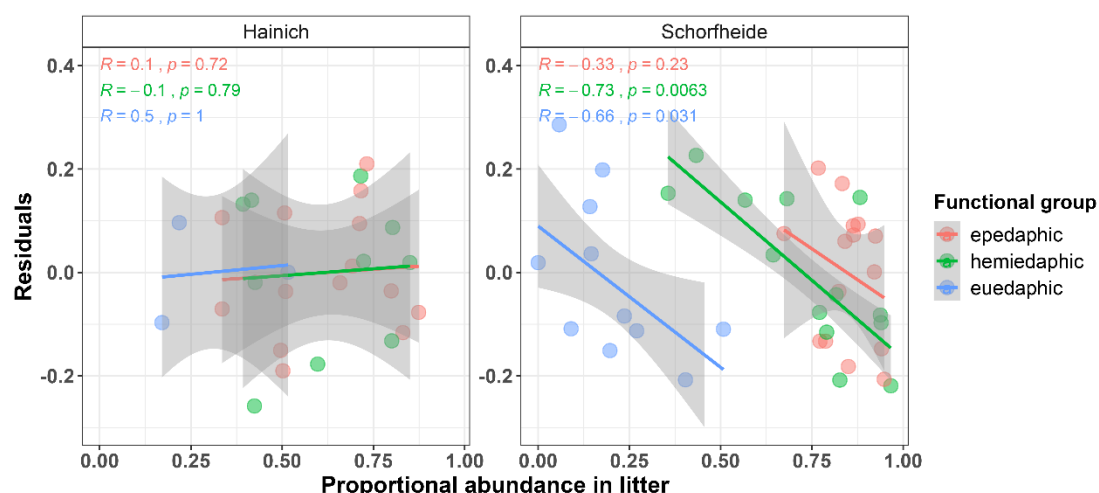 Hainich
Schorfheide
R = 0.1 , p = 0.72
R = −0.1 , p = 0.79
R = 0.5 , p = 1
R = −0.33 , p = 0.23
R = −0.73 , p = 0.0063
R = −0.66 , p = 0.031
0.4
0.2
0.0
-0.2
0.4
0.2
0.0
-0.2
Residuals
0.00 0.25 0.50 0.75 1.00
0.00 0.25 0.50 0.75 1.00
Proportional abundance in litter
Functional group
epedaphic
hemiedaphic
euedaphic